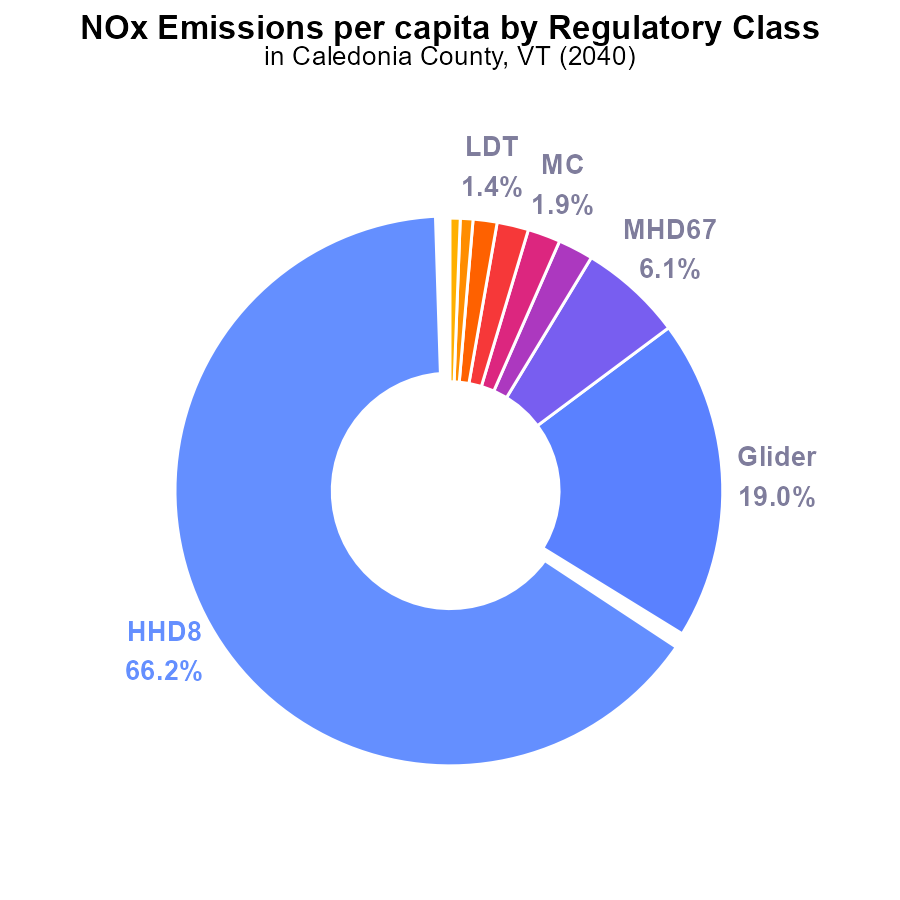 NOx Emissions per capita by Regulatory Class
in Caledonia County, VT (2040)
LDT
1.4%
MC
1.9%
MHD67
6.1%
Glider
19.0%
HHD8
66.2%